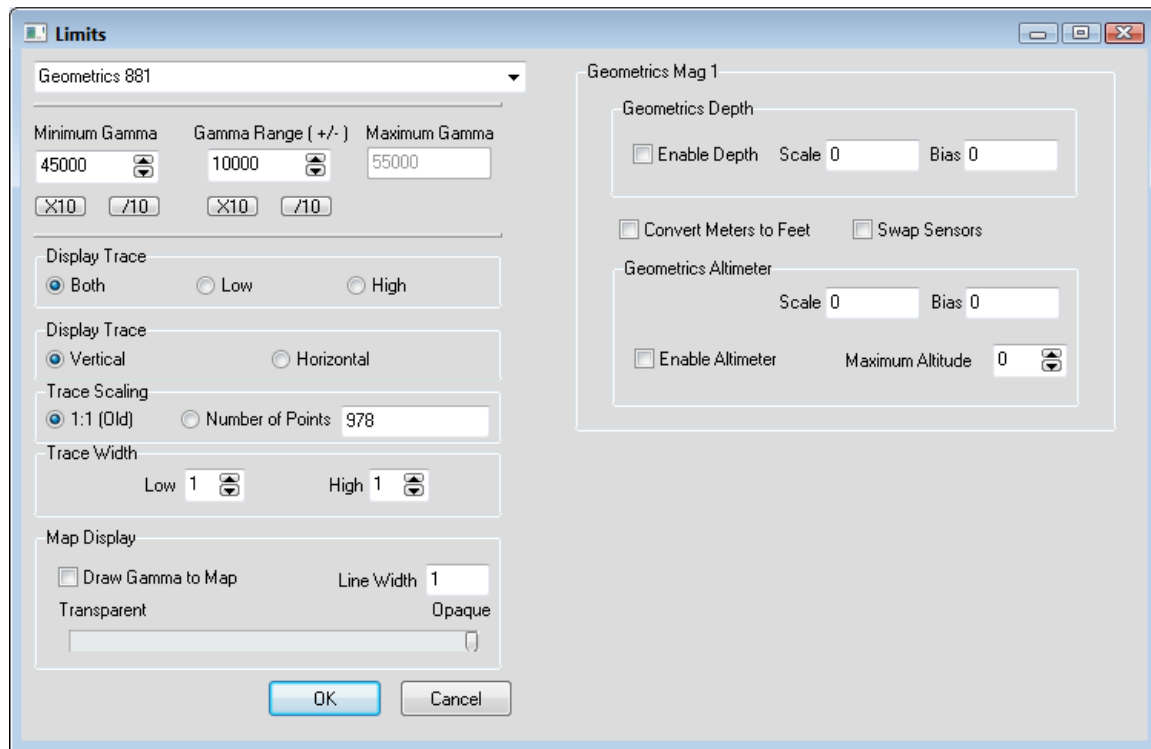 Limits
Geometrics 881
Minimum Gamma Gamma Range ( +/- ) Maximum Gamma
45000 10000 55000
X10 /10 X10 /10
Display Trace
Both Low High
Display Trace
Vertical Horizontal
Trace Scaling
1:1 (Old) Number of Points 978
Trace Width
Low 1 High 1
Map Display
Draw Gamma to Map Line Width 1
Transparent Opaque
OK Cancel
Geometrics Mag 1
Geometrics Depth
Enable Depth Scale 0 Bias 0
Convert Meters to Feet Swap Sensors
Geometrics Altimeter
Scale 0 Bias 0
Enable Altimeter Maximum Altitude 0